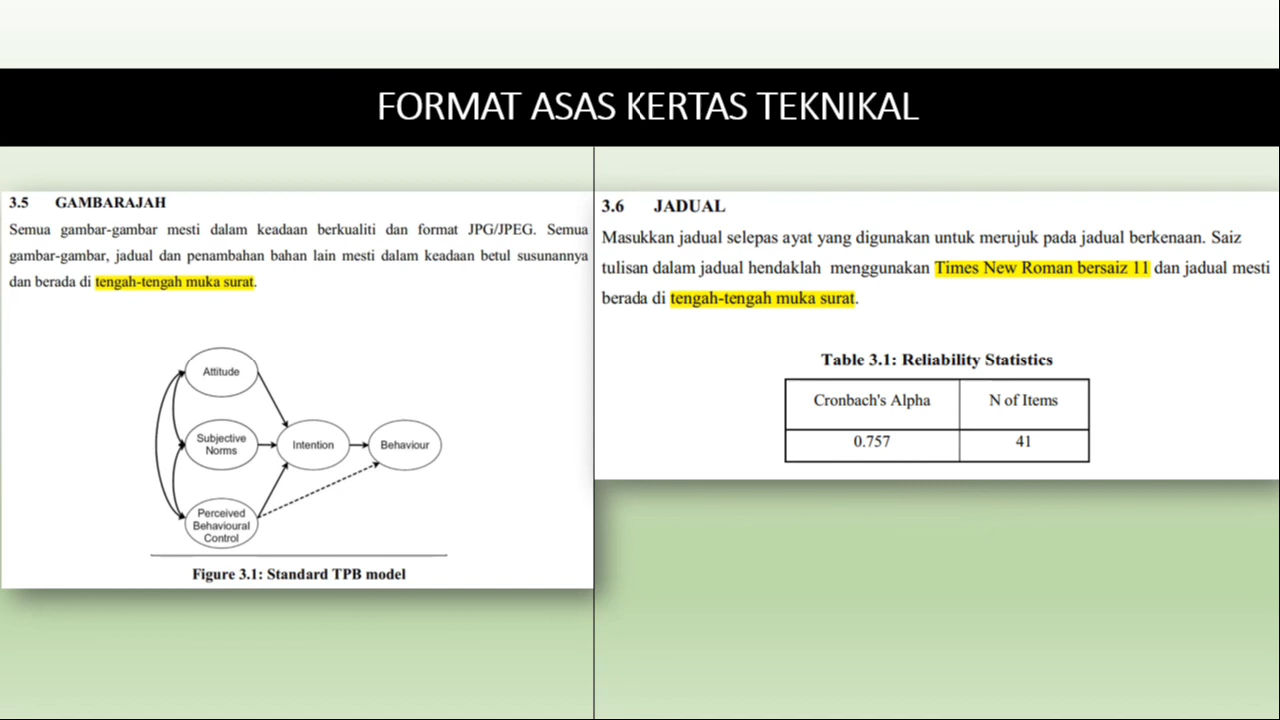 FORMAT ASAS KERTAS TEKNIKAL
3.5 GAMBARAJAH
Semua gambar-gambar mesti dalam keadaan berkualiti dan format JPG/JPEG. Semua
gambar-gambar, jadual dan penambahan bahan lain mesti dalam keadaan betul susunannya
dan berada di tengah-tengah muka surat.
Attitude
Subjective
Norms
Intention
Behaviour
Perceived
Behavioural
Control
Figure 3.1: Standard TPB model
3.6 JADUAL
Masukkan jadual selepas ayat yang digunakan untuk merujuk pada jadual berkenaan. Saiz
tulisan dalam jadual hendaklah menggunakan Times New Roman bersaiz 11 dan jadual mesti
berada di tengah-tengah muka surat.
Table 3.1: Reliability Statistics
Cronbach's Alpha N of Items
0.757 41